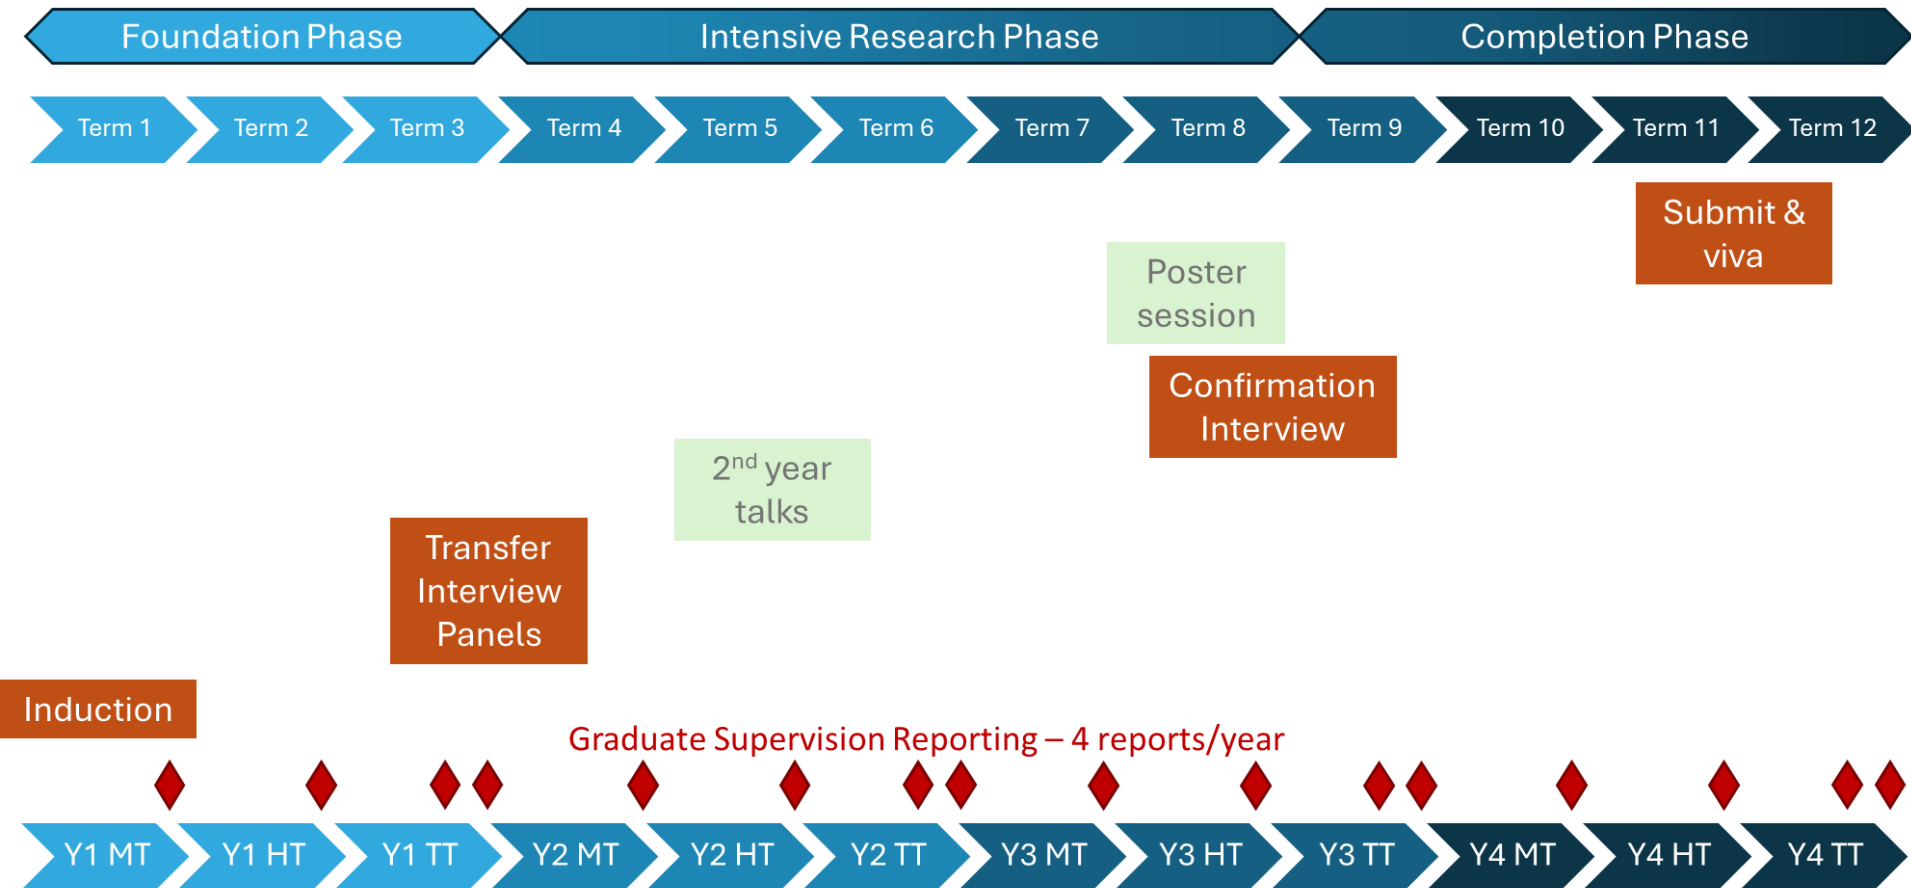 Foundation Phase
Intensive Research Phase
Completion Phase
Term 1
Term 2
Term 3
Term 4
Term 5
Term 6
Term 7
Term 8
Term 9
Term 10
Term 11
Term 12
Submit &
viva
Poster
session
Confirmation
Interview
2nd year
talks
Transfer
Interview
Panels
Induction
Graduate Supervision Reporting – 4 reports/year
Y1 MT
Y1 HT
Y1 TT
Y2 MT
Y2 HT
Y2 TT
Y3 MT
Y3 HT
Y3 TT
Y4 MT
Y4 HT
Y4 TT